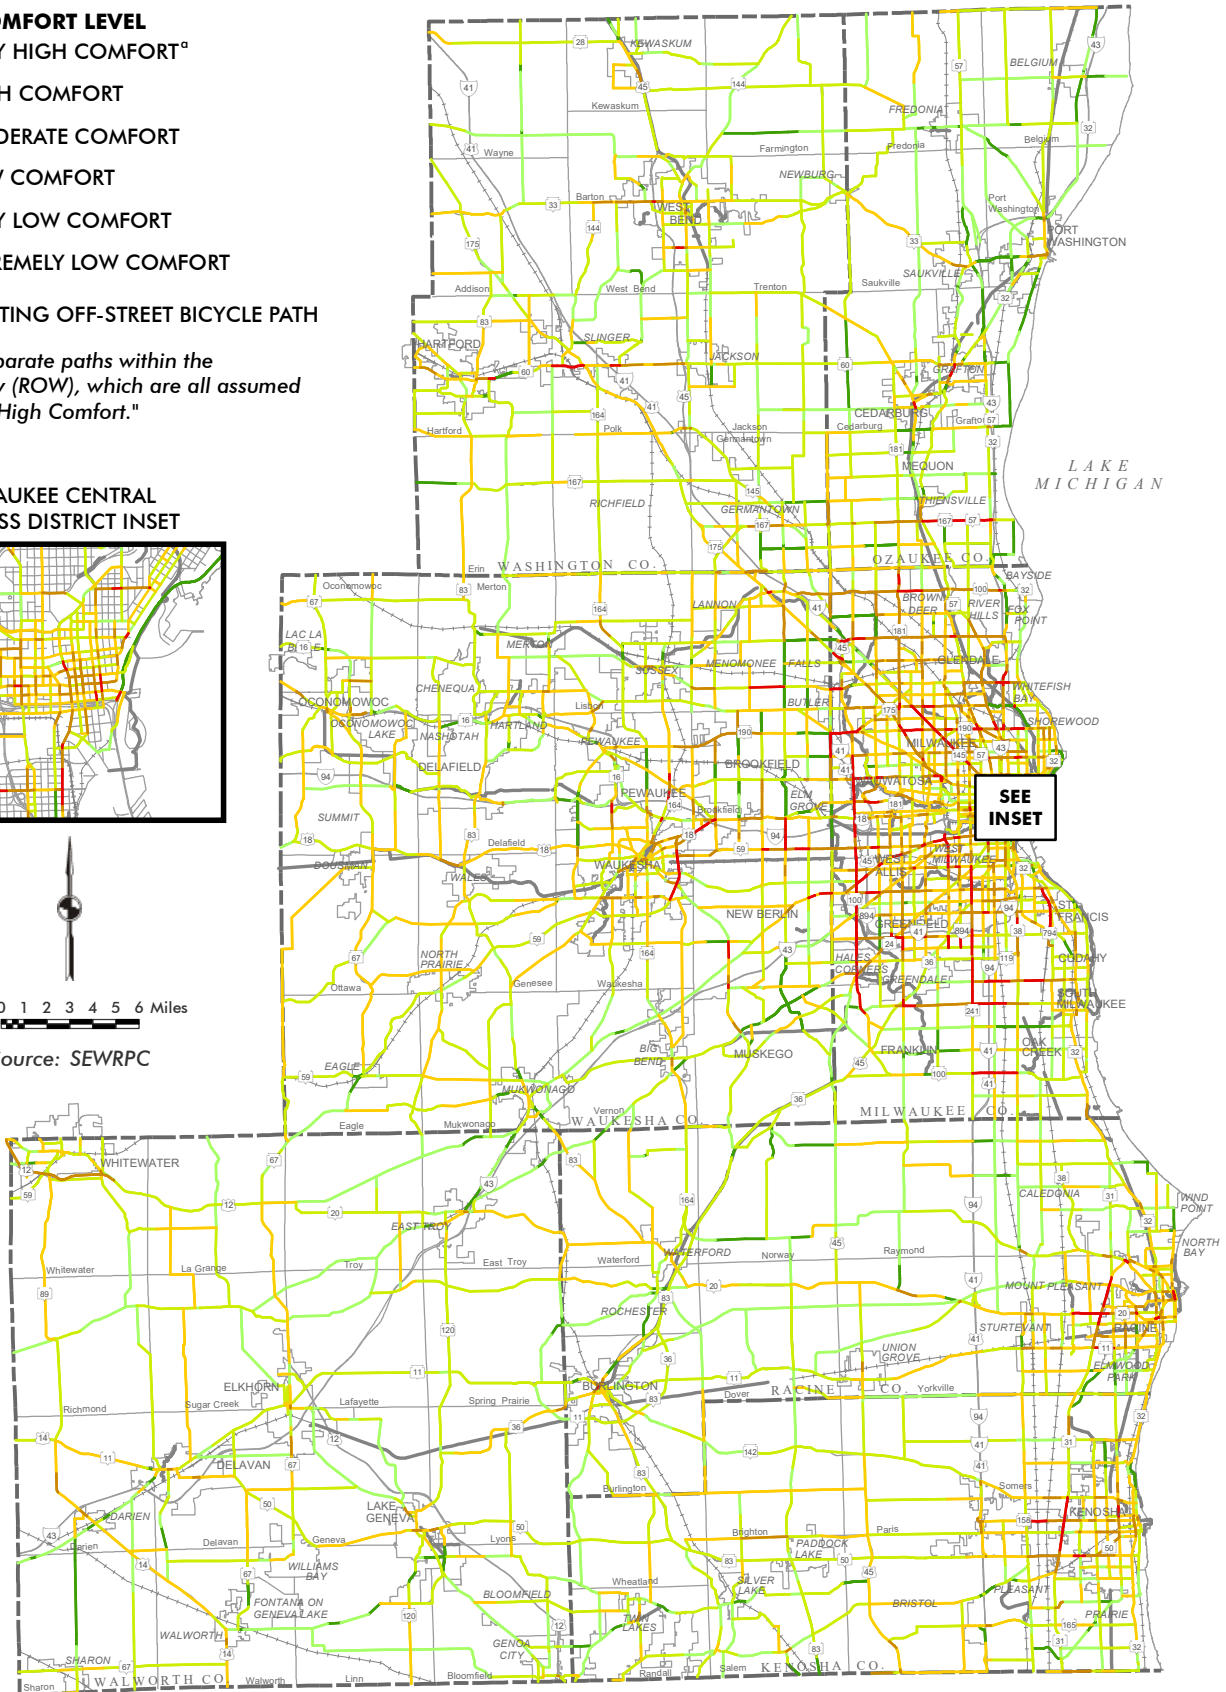 OMFORT LEVEL
Y HIGH COMFORTª
H COMFORT
DERATE COMFORT
W COMFORT
Y LOW COMFORT
REMELY LOW COMFORT
TING OFF-STREET BICYCLE PATH
parate paths within the
y (ROW), which are all assumed
High Comfort."
AUKEE CENTRAL
SS DISTRICT INSET
0 1 2 3 4 5 6 Miles
ource: SEWRPC
SEE
INSET
LAKE
MICHIGAN
KEWASKUM
Kewaskum
BELGIUM
Belgium
FREDONIA
Fredonia
Wayne
Farmington
NEWBURG
Barton
WEST
BEND
Port
Washington
PORT
WASHINGTON
SAUKVILLE
Saukville
Addison
West Bend
Trenton
HARTFORD
SLINGER
JACKSON
GRAFTON
CEDARBURG
Cedarburg
Grafton
Hartford
Polk
Jackson
Germantown
MEQUON
THIENSVILLE
RICHFIELD
GERMANTOWN
Erin
WASHINGTON CO.
OZAUKEE CO.
Oconomowoc
Merton
BAYSIDE
LANNON
BROWN
DEER
RIVER
HILLS
FOX
POINT
LAC LA
BELLE
MERTON
SUSSEX
MENOMONEE FALLS
GLENDALE
CHENEQUA
WHITEFISH
BAY
OCONOMOWOC
Lisbon
BUTLER
OCONOMOWOC
LAKE
NASHOTAH
HARTLAND
SHOREWOOD
PEWAUKEE
MILWAUKEE
DELAFIELD
BROOKFIELD
PEWAUKEE
WAUWATOSA
Brookfield
ELM
GROVE
SUMMIT
Delafield
DOUSMAN
WALES
WAUKESHA
WEST
MILWAUKEE
WEST
ALLIS
NEW BERLIN
ST.
FRANCIS
GREENFIELD
NORTH
PRAIRIE
HALES
CORNERS
GREENDALE
CUDAHY
Ottawa
Genesee
Waukesha
SOUTH
MILWAUKEE
EAGLE
BIG
BEND
MUSKEGO
FRANKLIN
OAK
CREEK
MUKWONAGO
Vernon
Eagle
Mukwonago
WAUKESHA CO.
MILWAUKEE CO.
WHITEWATER
CALEDONIA
WIND
POINT
EAST TROY
NORTH
BAY
Whitewater
La Grange
Troy
East Troy
Waterford
WATERFORD
Norway
Raymond
MOUNT PLEASANT
ROCHESTER
STURTEVANT
RACINE
UNION
GROVE
ELMWOOD
PARK
ELKHORN
BURLINGTON
Richmond
Sugar Creek
Lafayette
Spring Prairie
Dover
RACINE CO.
Yorkville
DELAVAN
Burlington
Somers
LAKE
GENEVA
KENOSHA
DARIEN
Darien
Delavan
Geneva
Lyons
Brighton
Paris
PADDOCK
LAKE
WILLIAMS
BAY
Wheatland
SILVER
LAKE
BLOOMFIELD
FONTANA ON
GENEVA LAKE
TWIN
LAKES
BRISTOL
PLEASANT
PRAIRIE
WALWORTH
GENOA
CITY
SHARON
Sharon
WALWORTH CO.
Walworth
Linn
Bloomfield
Randall
Salem
KENOSHA CO.